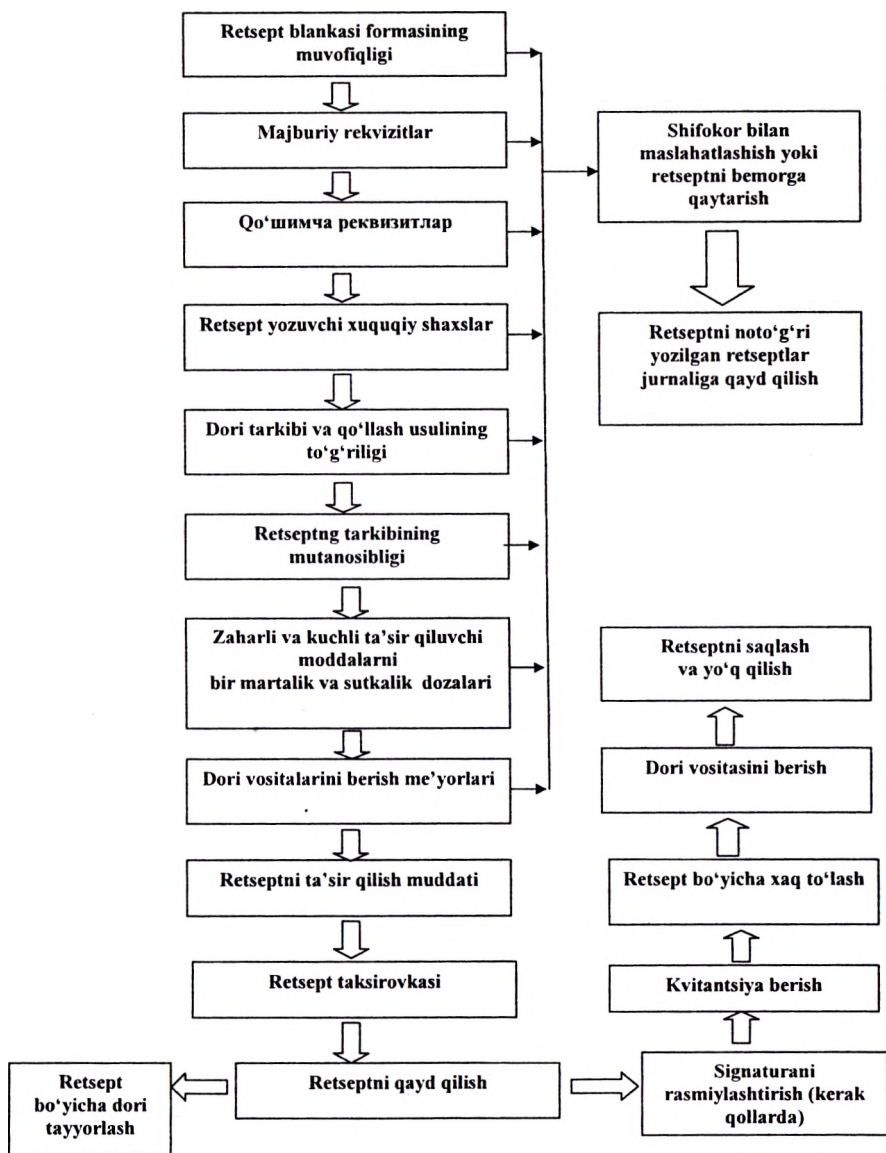 Retsept blankasi formasining
muvofiqligi
Majburiy rekvizitlar
Qo‘шимча реквизитлар
Retsept yozuvchi xuquqiy shaxslar
Dori tarkibi va qo‘llash usulining
to‘g‘riligi
Retseptng tarkibining
mutanosibligi
Zaharli va kuchli ta’sir qiluvchi
moddalarni
bir martalik va sutkalik dozalari
Dori vositalarini berish me’yorlari
Retseptni ta’sir qilish muddati
Retsept taksirovkasi
Retseptni qayd qilish
Retsept
bo‘yicha dori
tayyorlash
Shifokor bilan
maslahatlashish yoki
retseptni bemorga
qaytarish
Retseptni noto‘g‘ri
yozilgan retseptlar
jurnaliga qayd qilish
Retseptni saqlash
va yo‘q qilish
Dori vositasini berish
Retsept bo‘yicha xaq to‘lash
Kvitantsiya berish
Signaturani
rasmiylashtirish (kerak
qollarda)